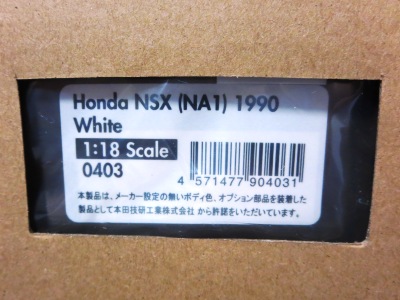 Honda NSX (NA1) 1990
White
1:18 Scale
0403
4 571477 904031
本製品は、メーカー設定の無いボディ色、オプション部品を装着した
製品として本田技研工業株式会社 から許諾をいただいています。